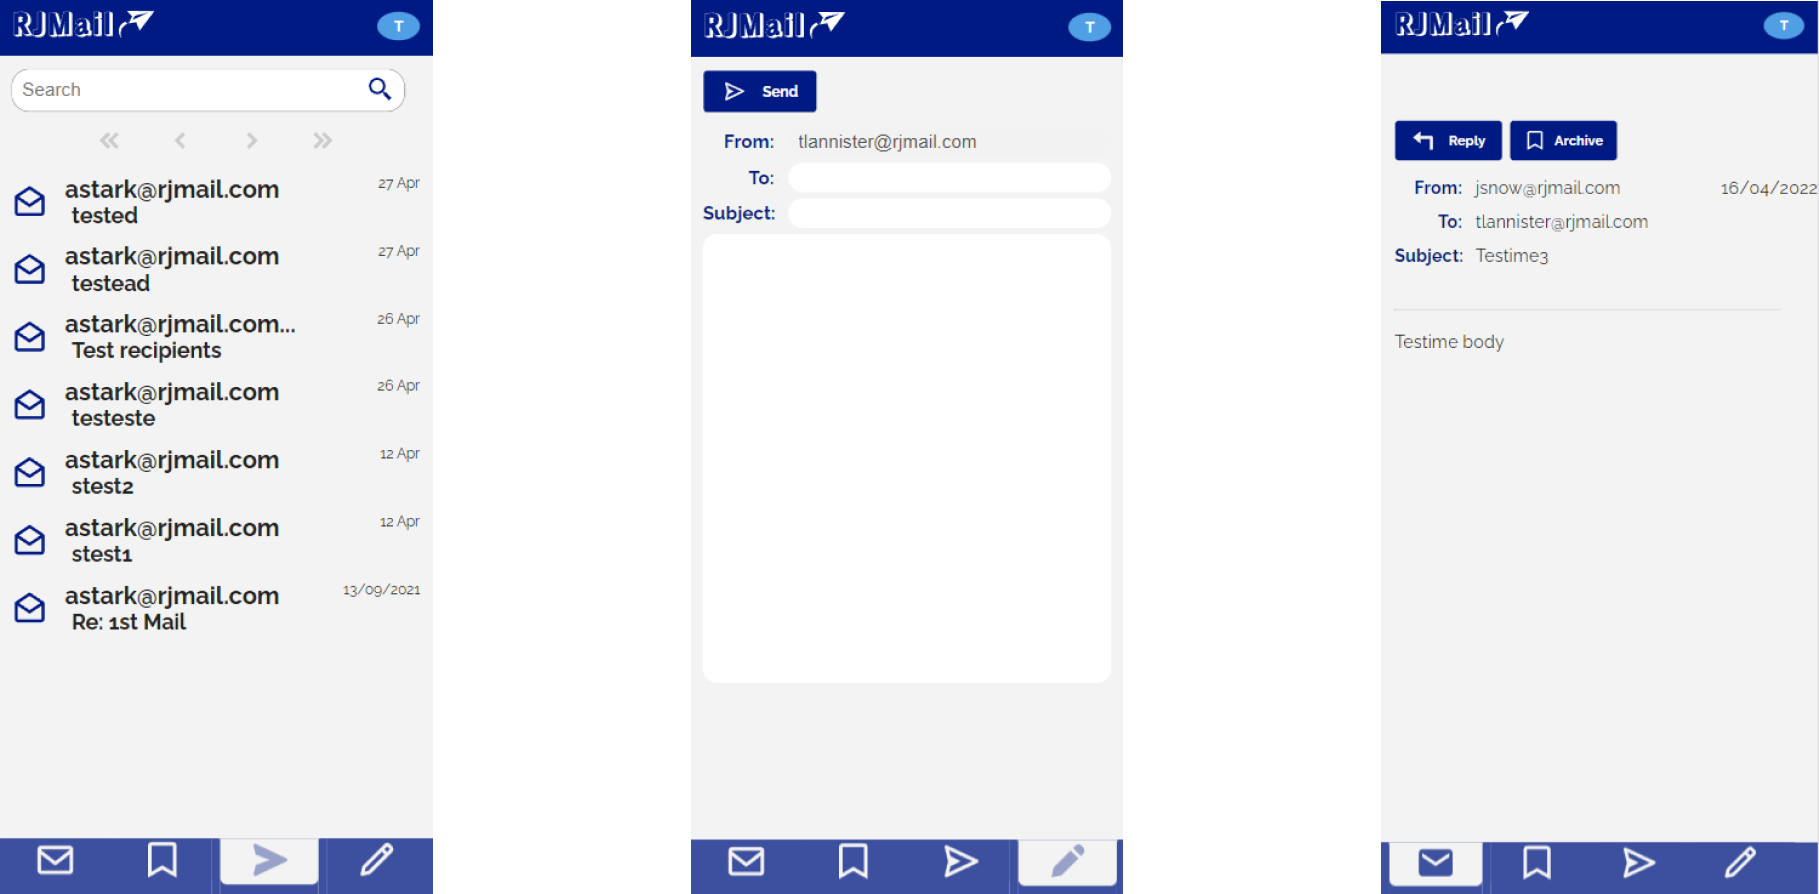 RJMail
T
Search
astark@rjmail.com 27 Apr
tested
astark@rjmail.com 27 Apr
testead
astark@rjmail.com... 26 Apr
Test recipients
astark@rjmail.com 26 Apr
testeste
astark@rjmail.com 12 Apr
stest2
astark@rjmail.com 12 Apr
stest1
astark@rjmail.com 13/09/2021
Re: 1st Mail
RJMail
T
Send
From: tlannister@rjmail.com
To:
Subject:
RJMail
T
Reply Archive
From: jsnow@rjmail.com 16/04/2022
To: tlannister@rjmail.com
Subject: Testime3
Testime body